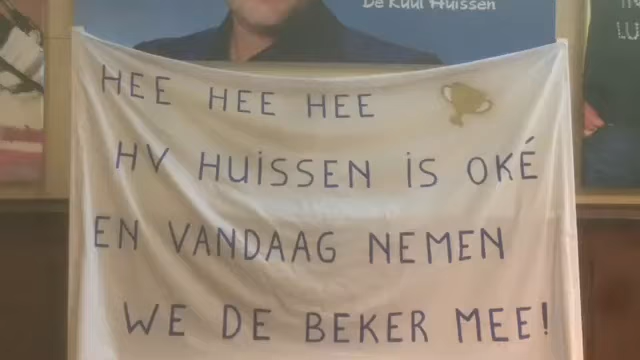 De Kuul Huissen
HEE HEE HEE
HV HUISSEN IS OKÉ
EN VANDAAG NEMEN
WE DE BEKER MEE!